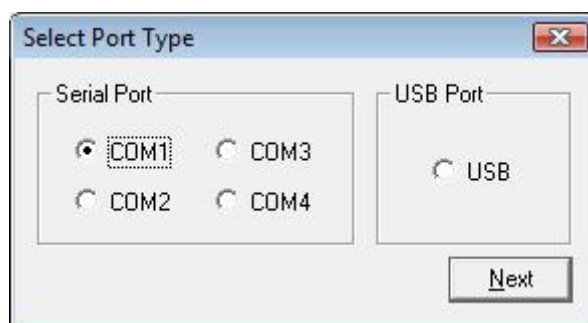 Select Port Type
Serial Port
COM1 COM3
COM2 COM4
USB Port
USB
Next